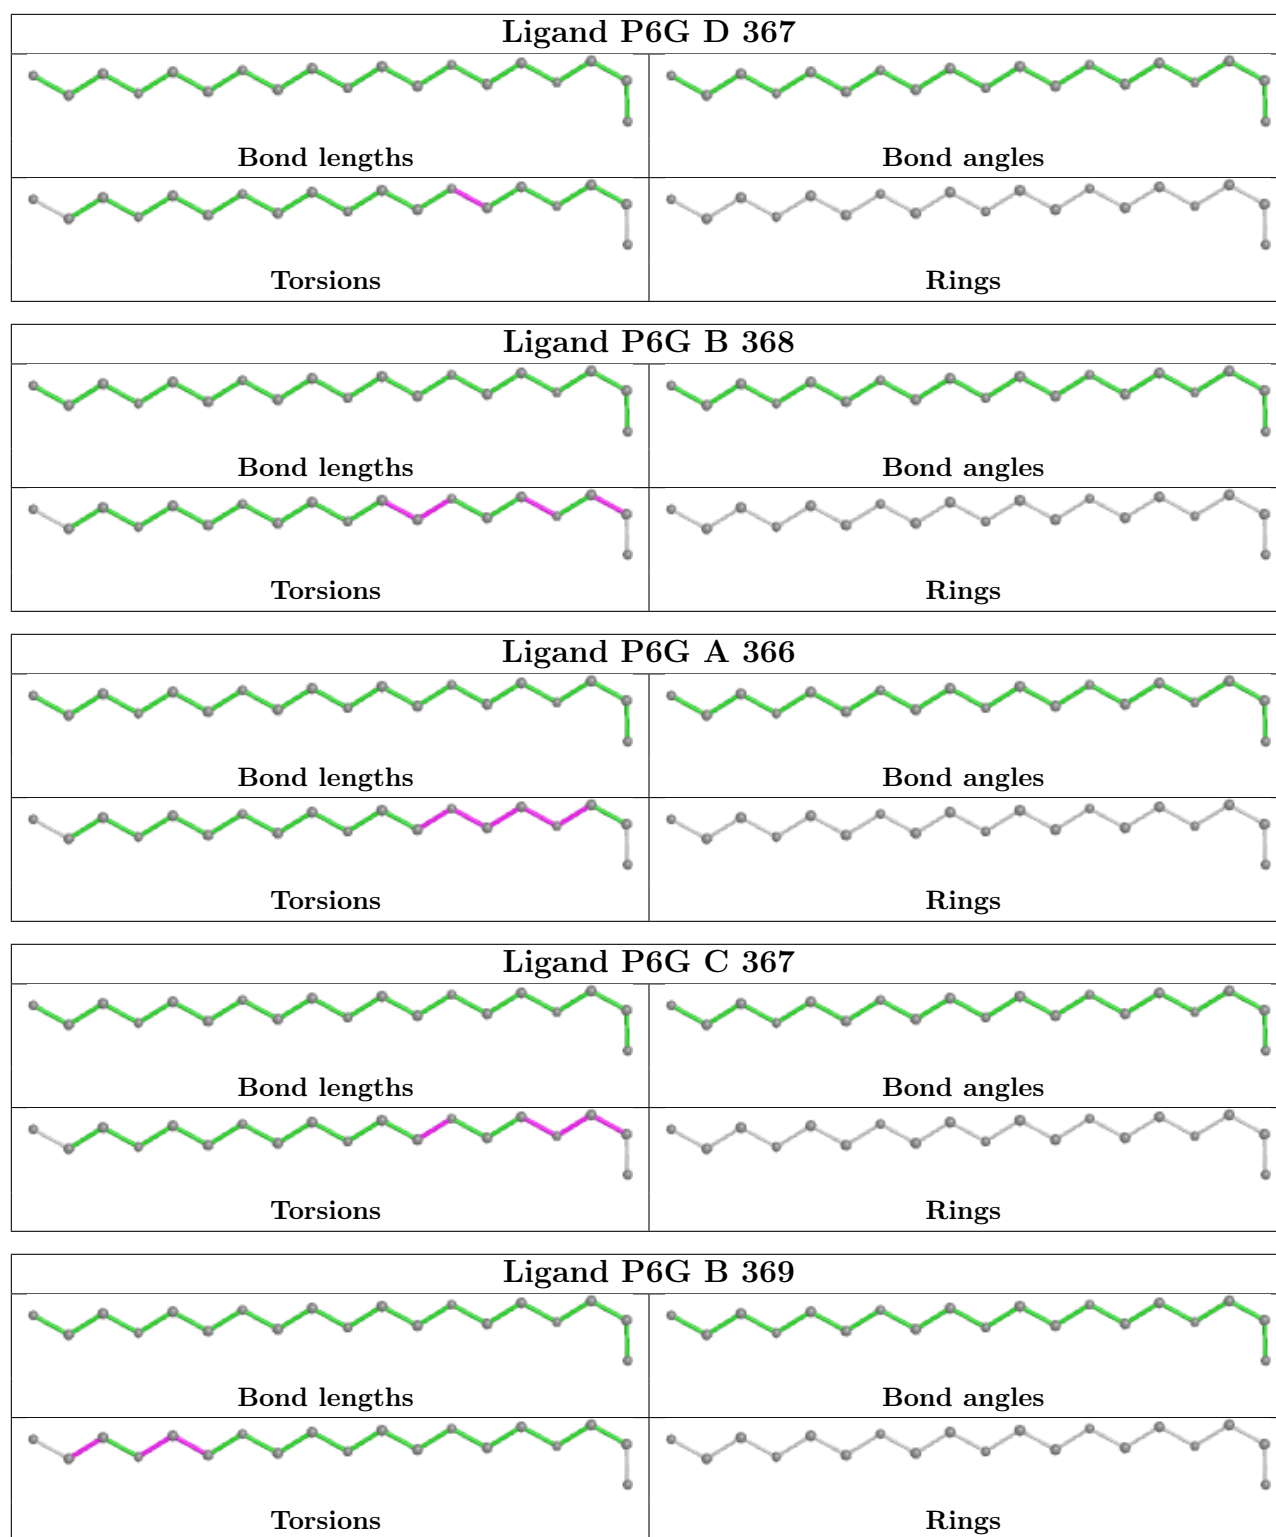 Ligand P6G D 367
Bond lengths Bond angles
Torsions Rings
Ligand P6G B 368
Bond lengths Bond angles
Torsions Rings
Ligand P6G A 366
Bond lengths Bond angles
Torsions Rings
Ligand P6G C 367
Bond lengths Bond angles
Torsions Rings
Ligand P6G B 369
Bond lengths Bond angles
Torsions Rings